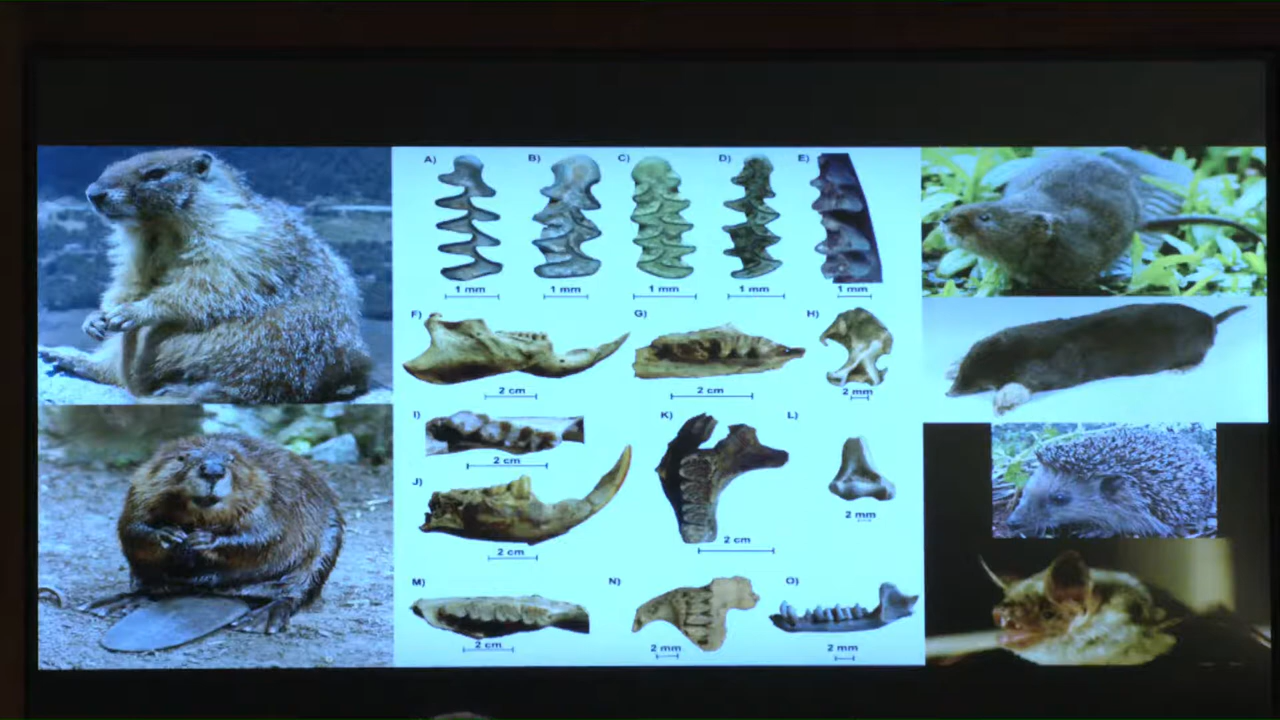 A) B) C) D) E)
1 mm 1 mm 1 mm 1 mm 1 mm
F) G) H)
2 cm 2 cm 2 mm
I) K) L)
2 cm
J)
2 mm
2 cm 2 cm
M) N) O)
2 cm 2 mm 2 mm